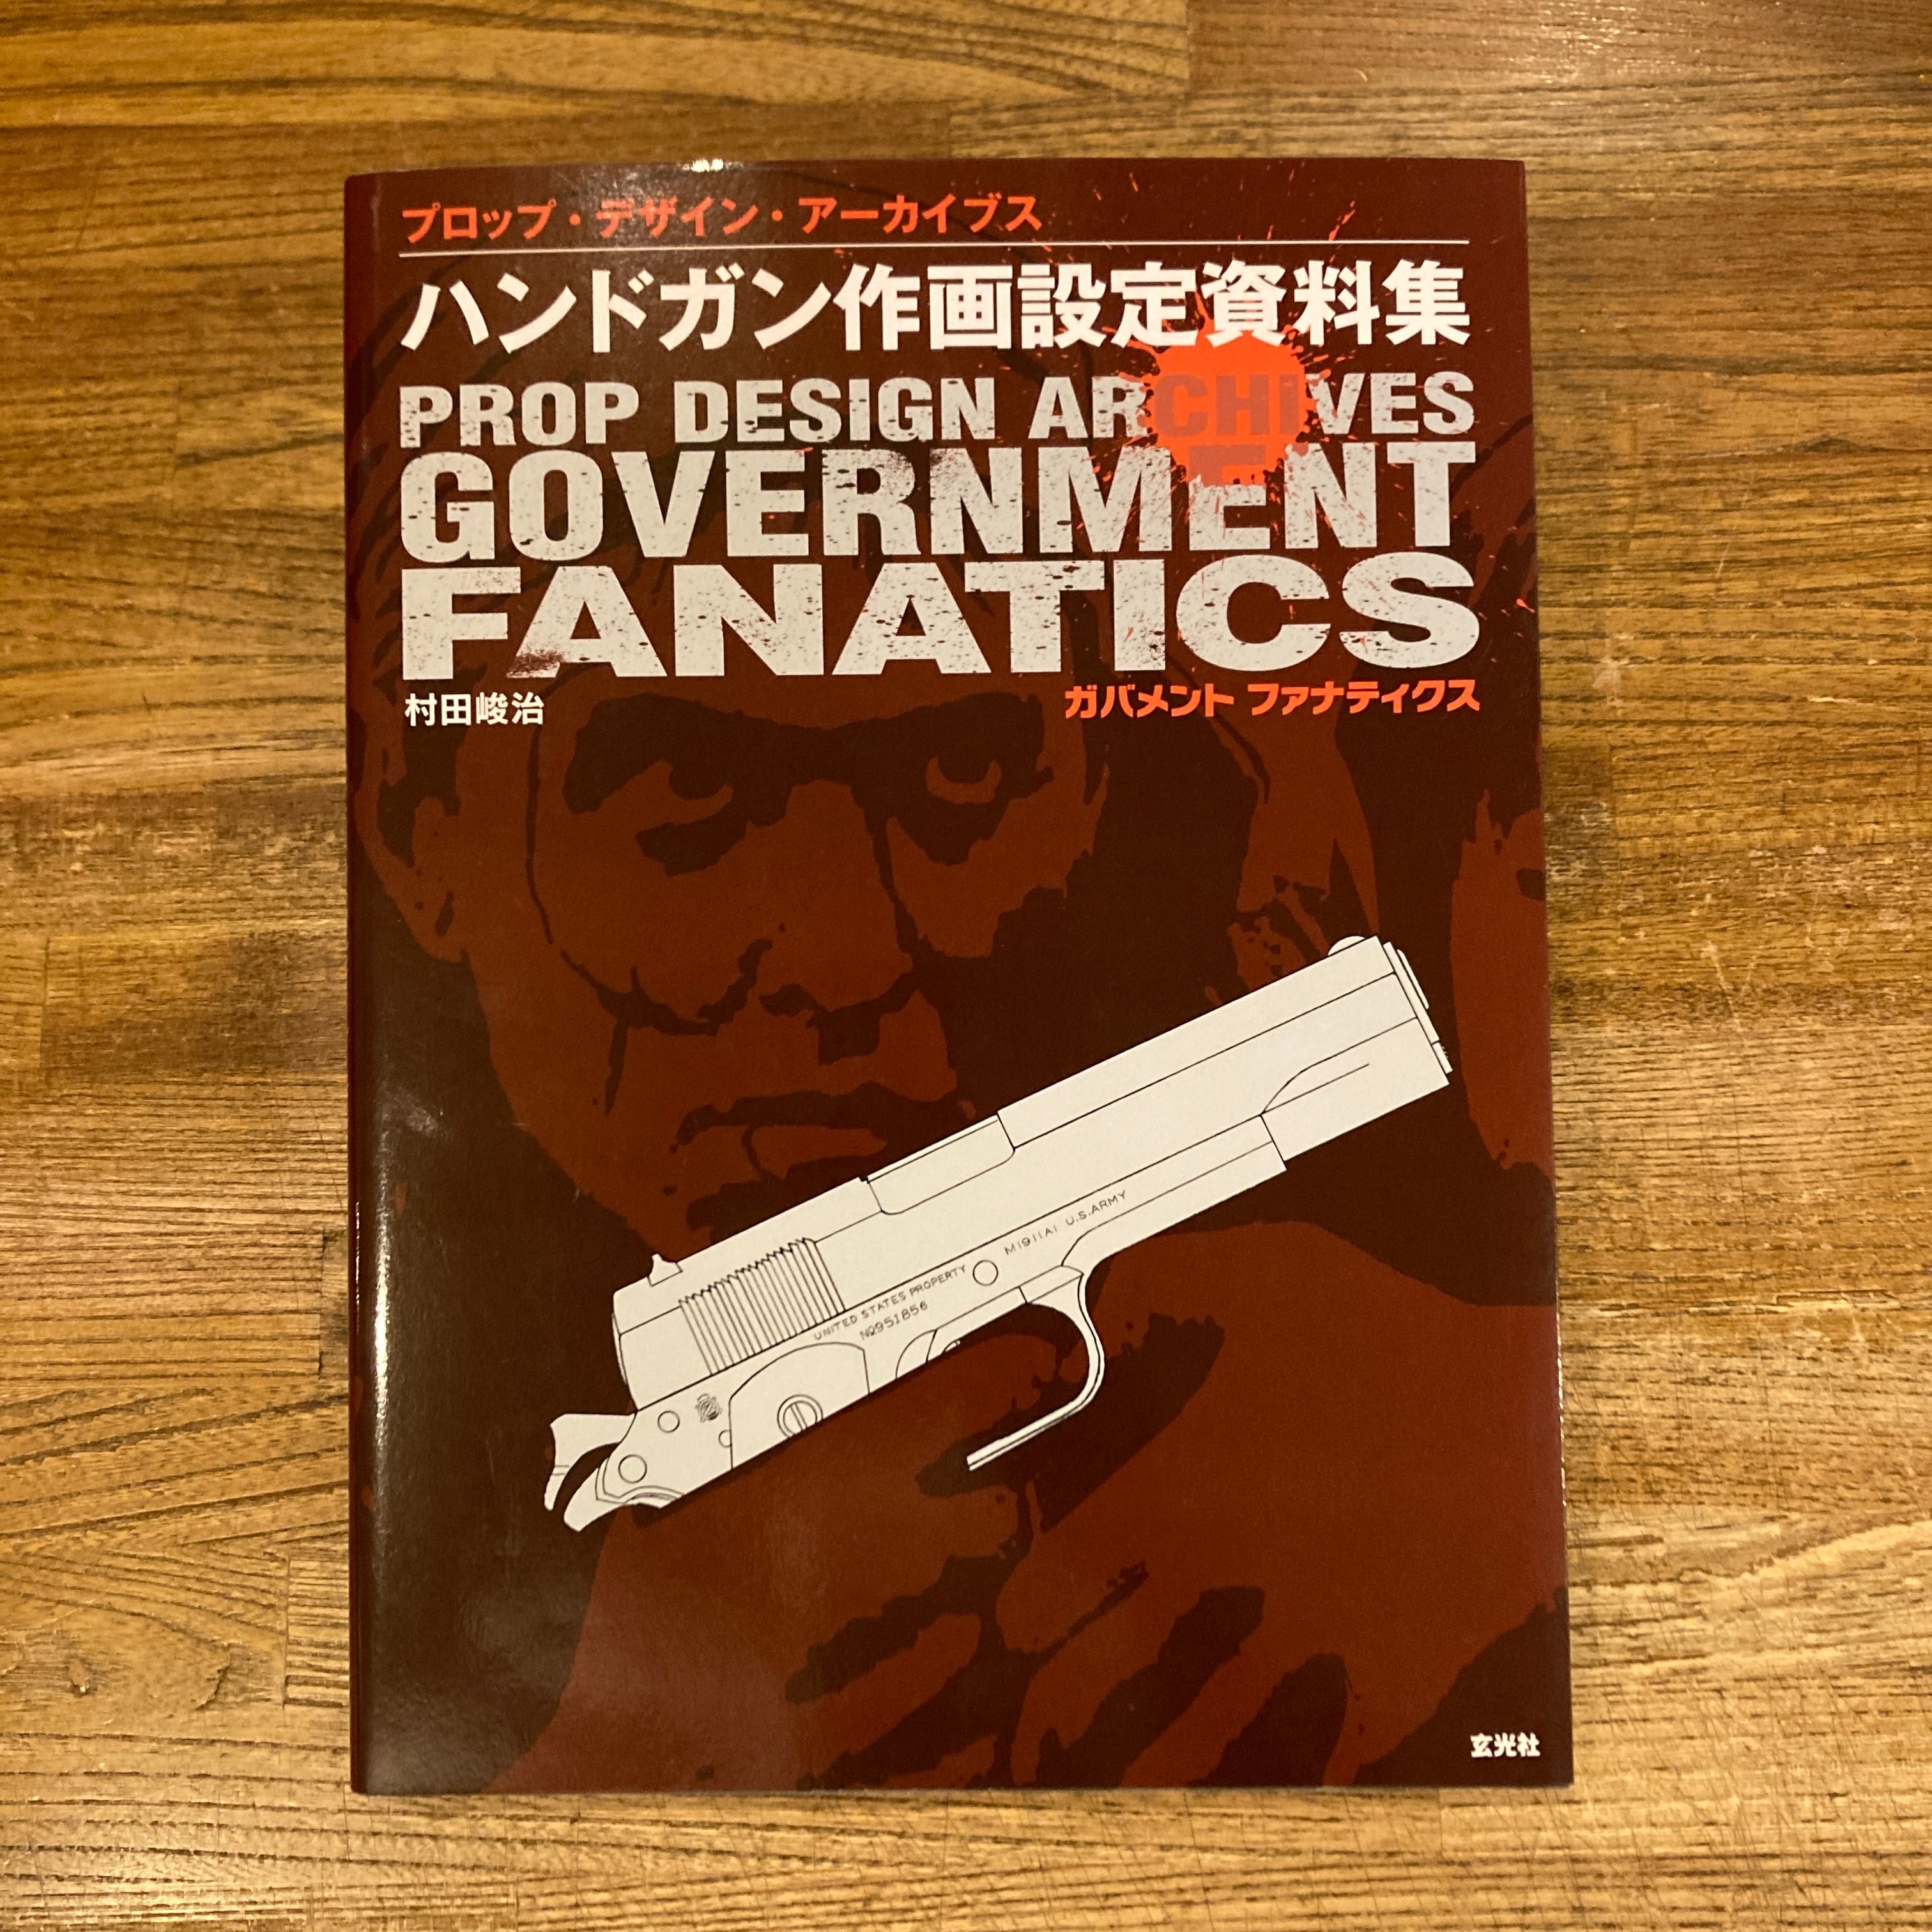 プロップ・デザイン・アーカイブス
ハンドガン作画設定資料集
PROP DESIGN ARCHIVES
GOVERNMENT
FANATICS
村田峻治
ガバメント ファナティクス
M1911A1 U.S.ARMY
UNITED STATES PROPERTY
NO951856
玄光社